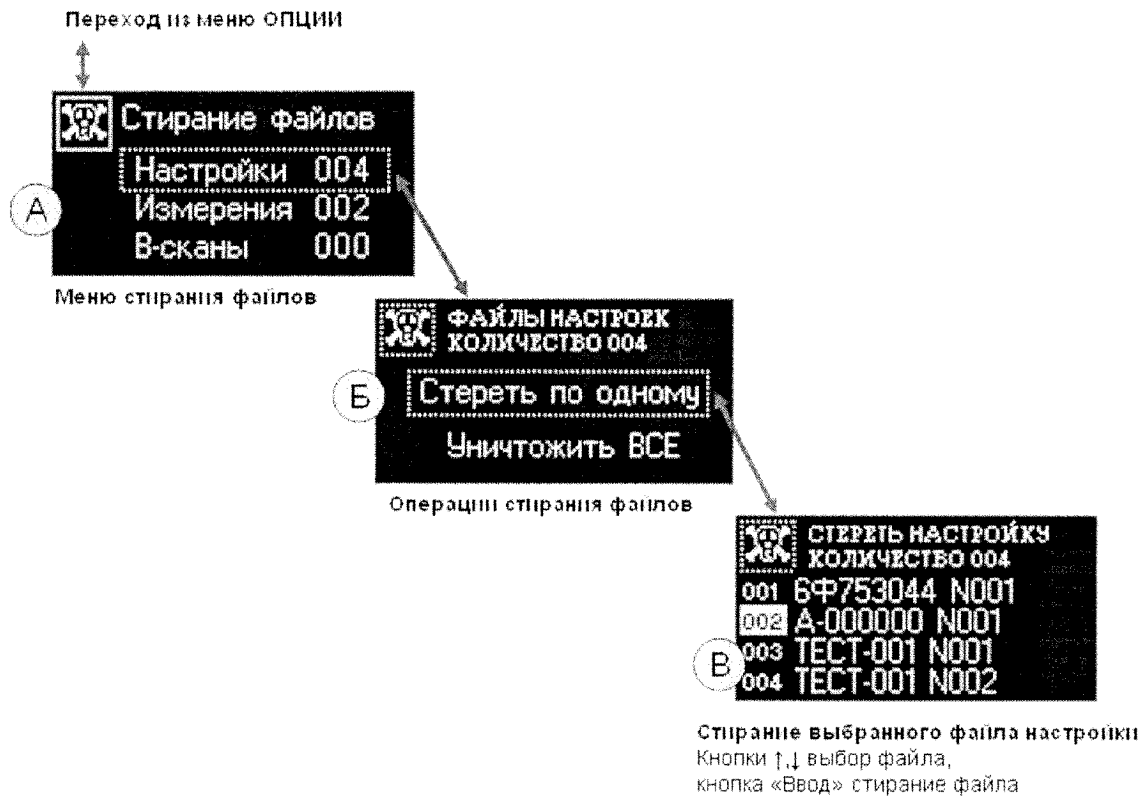 Переход из меню ОПЦИИ
Стирание файлов
Настройки 004
А
Измерения 002
В-сканы 000
Меню стирания файлов
ФАЙЛЫ НАСТРОЕК
КОЛИЧЕСТВО 004
Б
Стереть по одному
Уничтожить ВСЕ
Операции стирания файлов
СТЕРЕТЬ НАСТРОЙКУ
КОЛИЧЕСТВО 004
001 6Ф753044 N001
002 А-000000 N001
В
003 ТЕСТ-001 N001
004 ТЕСТ-001 N002
Стирание выбранного файла настройки
Кнопки ↑,↓ выбор файла,
кнопка «Ввод» стирание файла